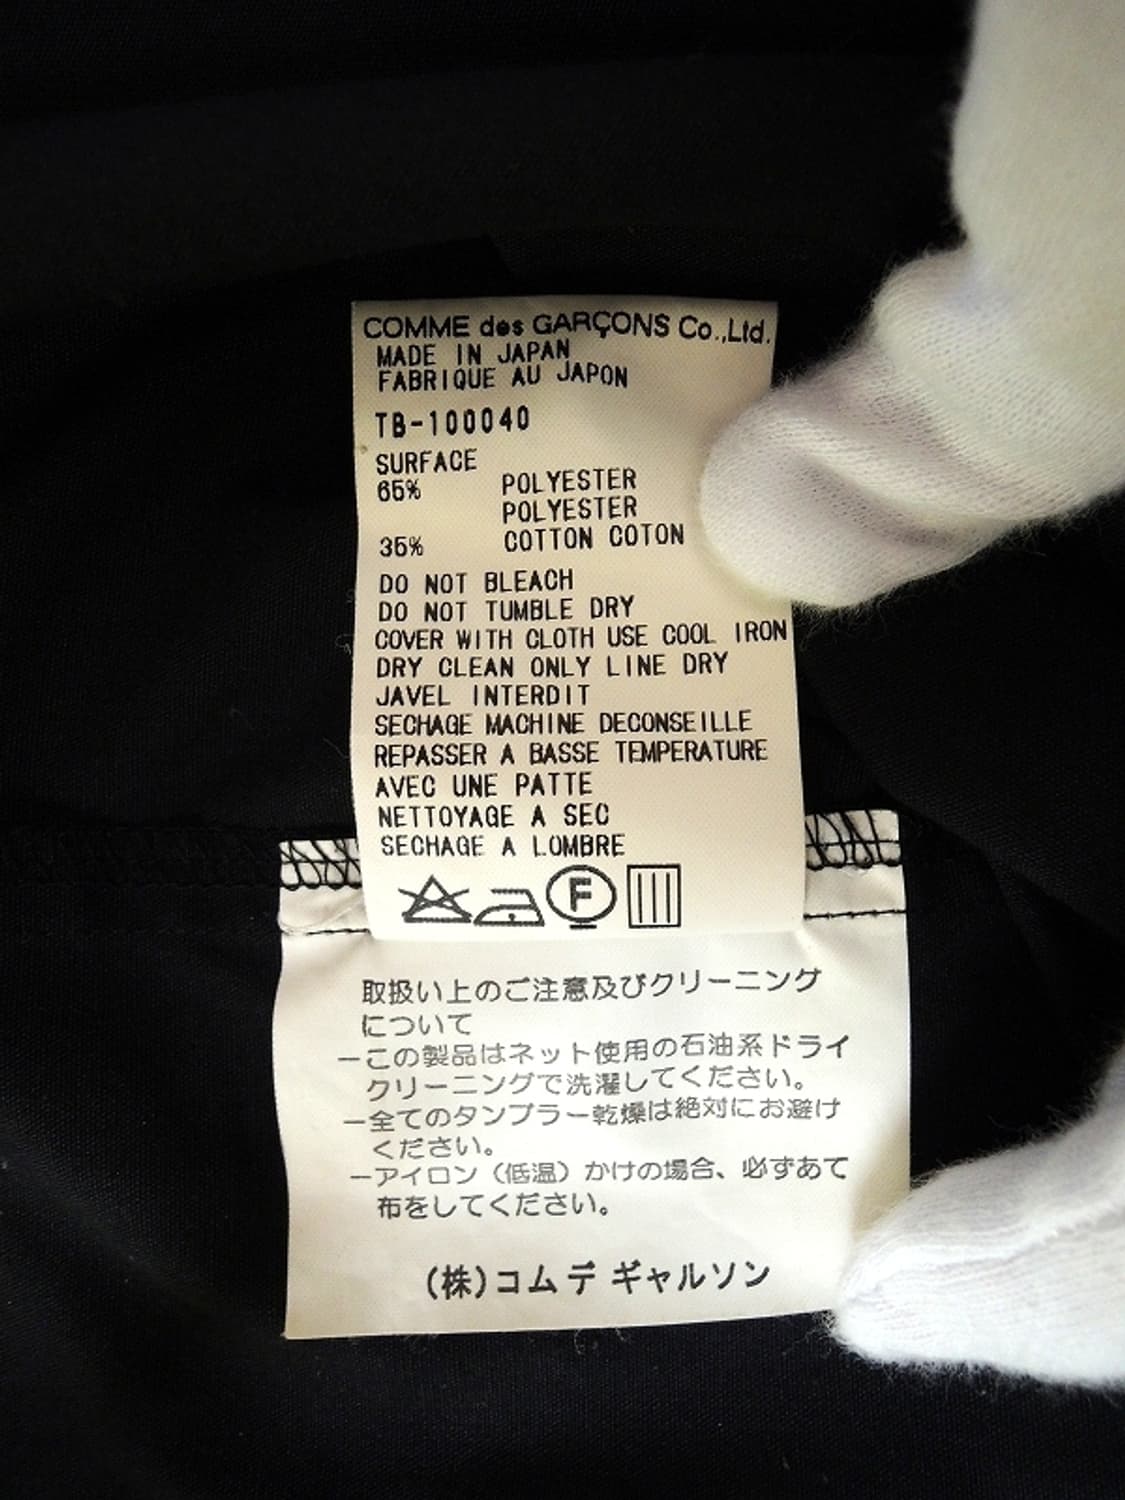 COMME des GARÇONS Co.,Ltd.
MADE IN JAPAN
FABRIQUE AU JAPON
TB-100040
SURFACE
65% POLYESTER
POLYESTER
35% COTTON COTON
DO NOT BLEACH
DO NOT TUMBLE DRY
COVER WITH CLOTH USE COOL IRON
DRY CLEAN ONLY LINE DRY
JAVEL INTERDIT
SECHAGE MACHINE DECONSEILLE
REPASSER A BASSE TEMPERATURE
AVEC UNE PATTE
NETTOYAGE A SEC
SECHAGE A LOMBRE
F
取扱い上のご注意及びクリーニング
について
ーこの製品はネット使用の石油系ドライ
クリーニングで洗濯してください。
ー全てのタンブラー乾燥は絶対にお避け
ください。
ーアイロン（低温）かけの場合、必ずあて
布をしてください。
(株)コム デ ギャルソン